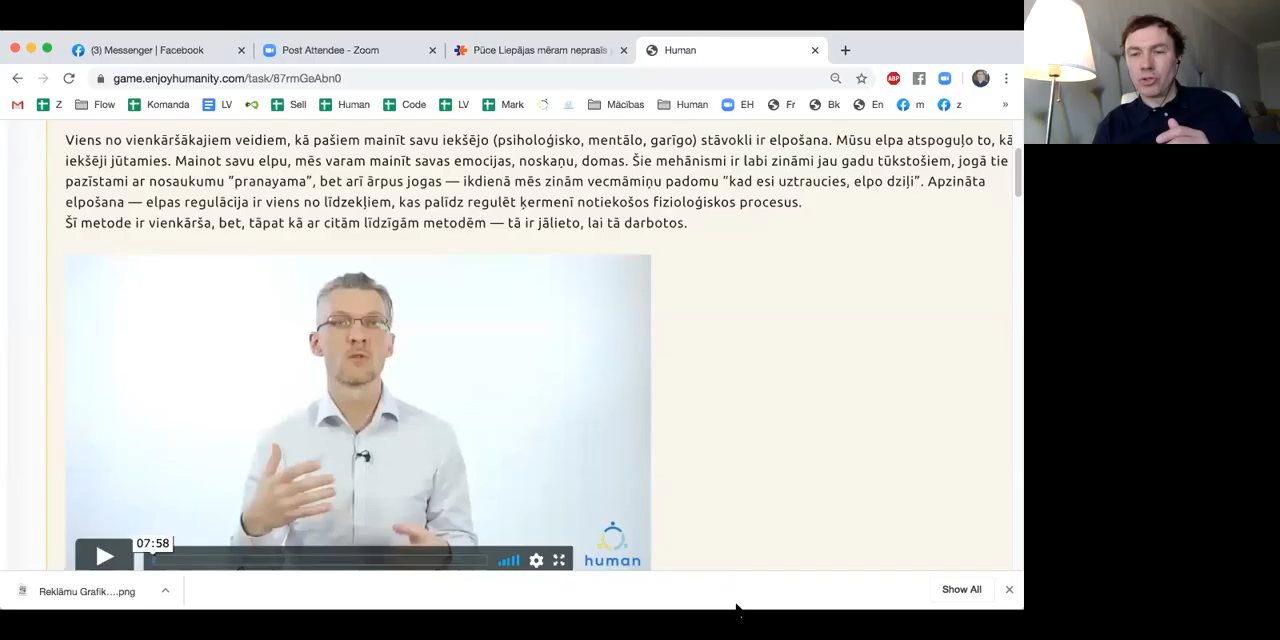 (3) Messenger | Facebook
Post Attendee - Zoom
Pūce Liepājas mēram neprasīs
Human
game.enjoyhumanity.com/task/87rmGeAbn0
ABP
Z Flow Komanda LV Sell Human Code LV Mark Mācības Human EH Fr Bk En m z »
Viens no vienkāršākajiem veidiem, kā pašiem mainīt savu iekšējo (psiholoģisko, mentālo, garīgo) stāvokli ir elpošana. Mūsu elpa atspoguļo to, kā
iekšēji jūtamies. Mainot savu elpu, mēs varam mainīt savas emocijas, noskaņu, domas. Šie mehānismi ir labi zināmi jau gadu tūkstošiem, jogā tie
pazīstami ar nosaukumu ”pranayama”, bet arī ārpus jogas — ikdienā mēs zinām vecmāmiņu padomu ”kad esi uztraucies, elpo dziļi”. Apzināta
elpošana — elpas regulācija ir viens no līdzekļiem, kas palīdz regulēt ķermenī notiekošos fizioloģiskos procesus.
Šī metode ir vienkārša, bet, tāpat kā ar citām līdzīgām metodēm — tā ir jālieto, lai tā darbotos.
07:58
human
Reklāmu Grafik....png
Show All